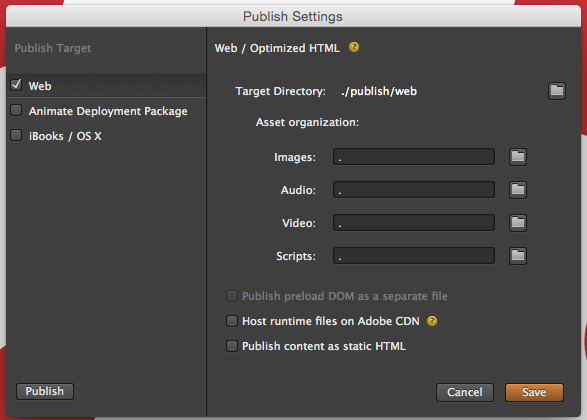 Publish Settings
Publish Target
Web
Animate Deployment Package
iBooks / OS X
Web / Optimized HTML ?
Target Directory: ./publish/web
Asset organization:
Images: .
Audio: .
Video: .
Scripts: .
Publish preload DOM as a separate file
Host runtime files on Adobe CDN ?
Publish content as static HTML
Publish
Cancel
Save